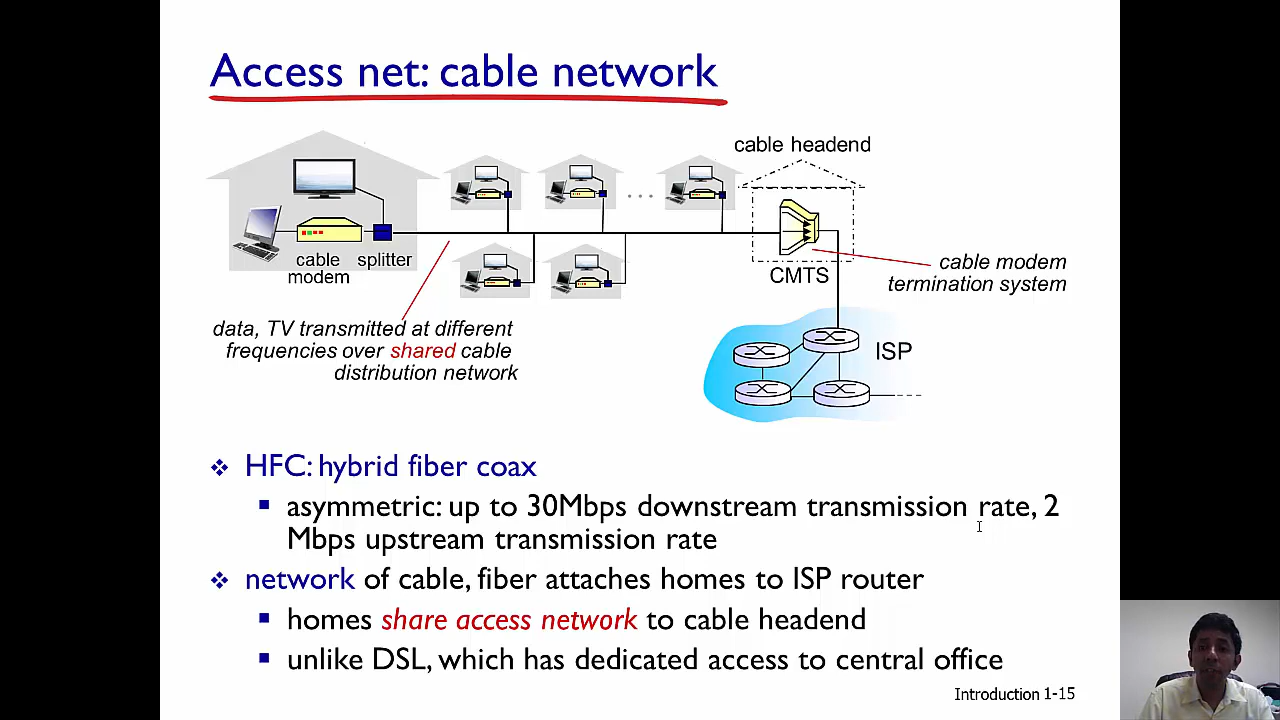 Access net: cable network
cable headend
cable
modem
splitter
CMTS
cable modem
termination system
data, TV transmitted at different
frequencies over shared cable
distribution network
ISP
HFC: hybrid fiber coax
asymmetric: up to 30Mbps downstream transmission rate, 2
Mbps upstream transmission rate
network of cable, fiber attaches homes to ISP router
homes share access network to cable headend
unlike DSL, which has dedicated access to central office
Introduction 1-15